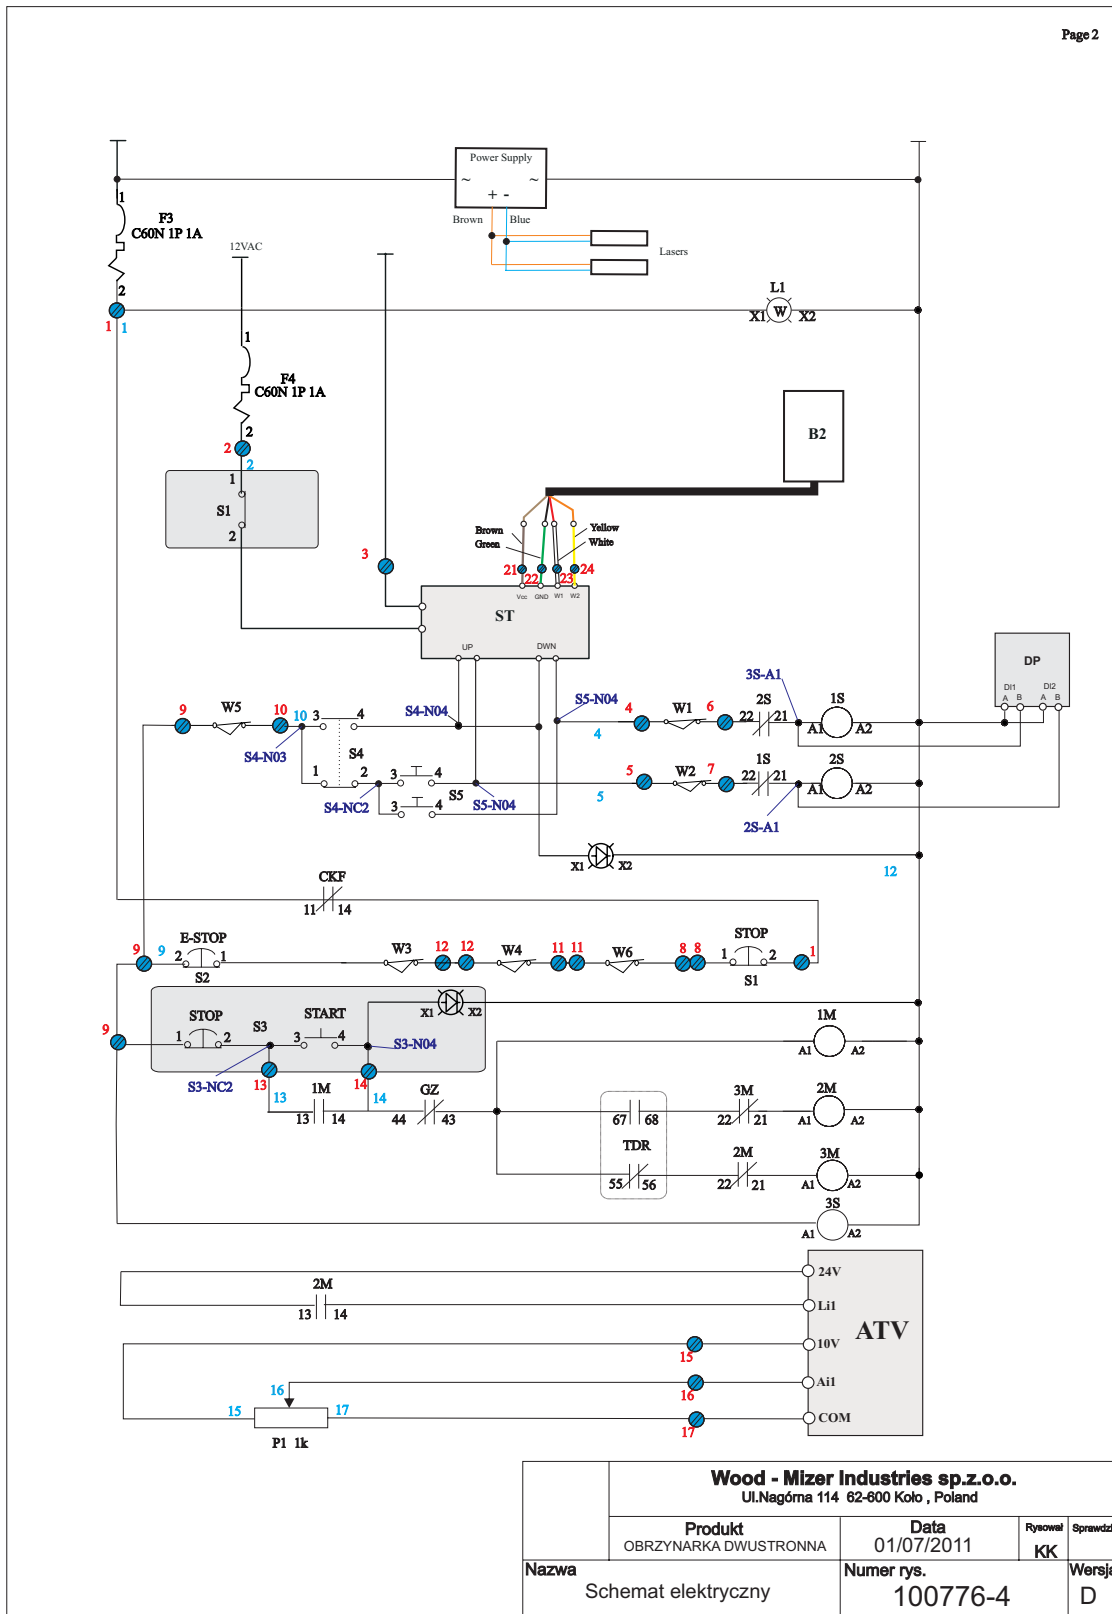 Page 2
Power Supply
~ ~
+ -
Brown Blue
Lasers
1
F3
C60N 1P 1A
2
12VAC
L1
X1 W X2
1 1
1
F4
C60N 1P 1A
2
2
2
B2
1
S1
2
3
Brown Yellow
Green White
21 22 23 24
Vcc GND W1 W2
ST
UP DWN
DP
DI1 DI2
A B A B
3S-A1
S5-N04
S4-N04
9 W5 10 10 3 4
4 W1 6 2S 1S
4 22 21 A1 A2
S4-N03
S4
1 2 3 4
S5
5 W2 7 1S 2S
5 22 21 A1 A2
S4-NC2
3 4
S5-N04
2S-A1
X1 X2
12
CKF
11 14
9 9 E-STOP
2 1
S2
W3 12 12 W4 11 11 W6 8 8 STOP
1 2
S1
1
X1 X2
9
STOP S3 START
1 2 3 4
S3-N04
S3-NC2
1M
A1 A2
13 14
13 1M 14 GZ
13 14 44 43
67 68
3M
22 21
2M
A1 A2
TDR
55 56
2M
22 21
3M
A1 A2
3S
A1 A2
24V
2M
13 14
Li1
ATV
10V
15
16 Ai1
16
15 17 COM
17
P1 1k
Wood - Mizer Industries sp.z.o.o.
Ul.Nagórna 114 62-600 Koło , Poland
Produkt Data Rysował
OBRZYNARKA DWUSTRONNA 01/07/2011 KK
Nazwa Numer rys.
Schemat elektryczny 100776-4 D